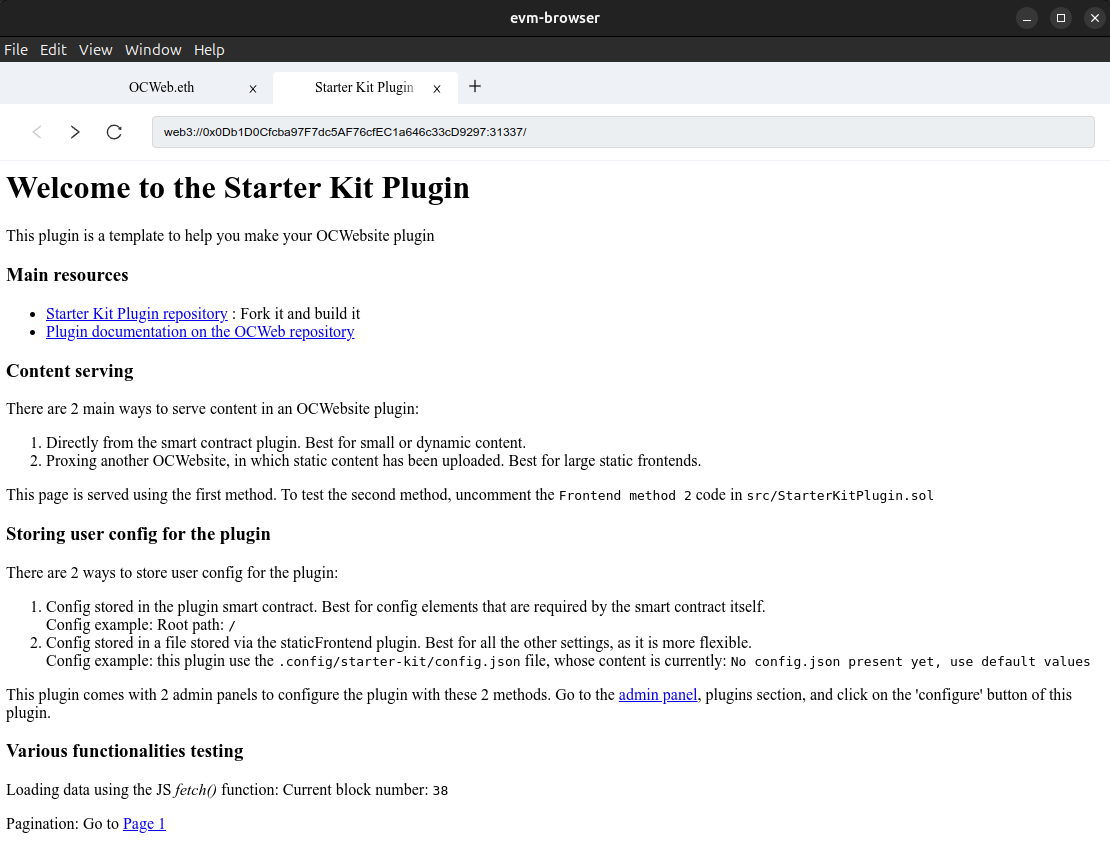 evm-browser
File Edit View Window Help
OCWeb.eth x Starter Kit Plugin x +
web3://0x0Db1D0Cfcba97F7dc5AF76cfEC1a646c33cD9297:31337/
Welcome to the Starter Kit Plugin
This plugin is a template to help you make your OCWebsite plugin
Main resources
• Starter Kit Plugin repository : Fork it and build it
• Plugin documentation on the OCWeb repository
Content serving
There are 2 main ways to serve content in an OCWebsite plugin:
1. Directly from the smart contract plugin. Best for small or dynamic content.
2. Proxing another OCWebsite, in which static content has been uploaded. Best for large static frontends.
This page is served using the first method. To test the second method, uncomment the Frontend method 2 code in src/StarterKitPlugin.sol
Storing user config for the plugin
There are 2 ways to store user config for the plugin:
1. Config stored in the plugin smart contract. Best for config elements that are required by the smart contract itself.
Config example: Root path: /
2. Config stored in a file stored via the staticFrontend plugin. Best for all the other settings, as it is more flexible.
Config example: this plugin use the .config/starter-kit/config.json file, whose content is currently: No config.json present yet, use default values
This plugin comes with 2 admin panels to configure the plugin with these 2 methods. Go to the admin panel, plugins section, and click on the 'configure' button of this
plugin.
Various functionalities testing
Loading data using the JS fetch() function: Current block number: 38
Pagination: Go to Page 1